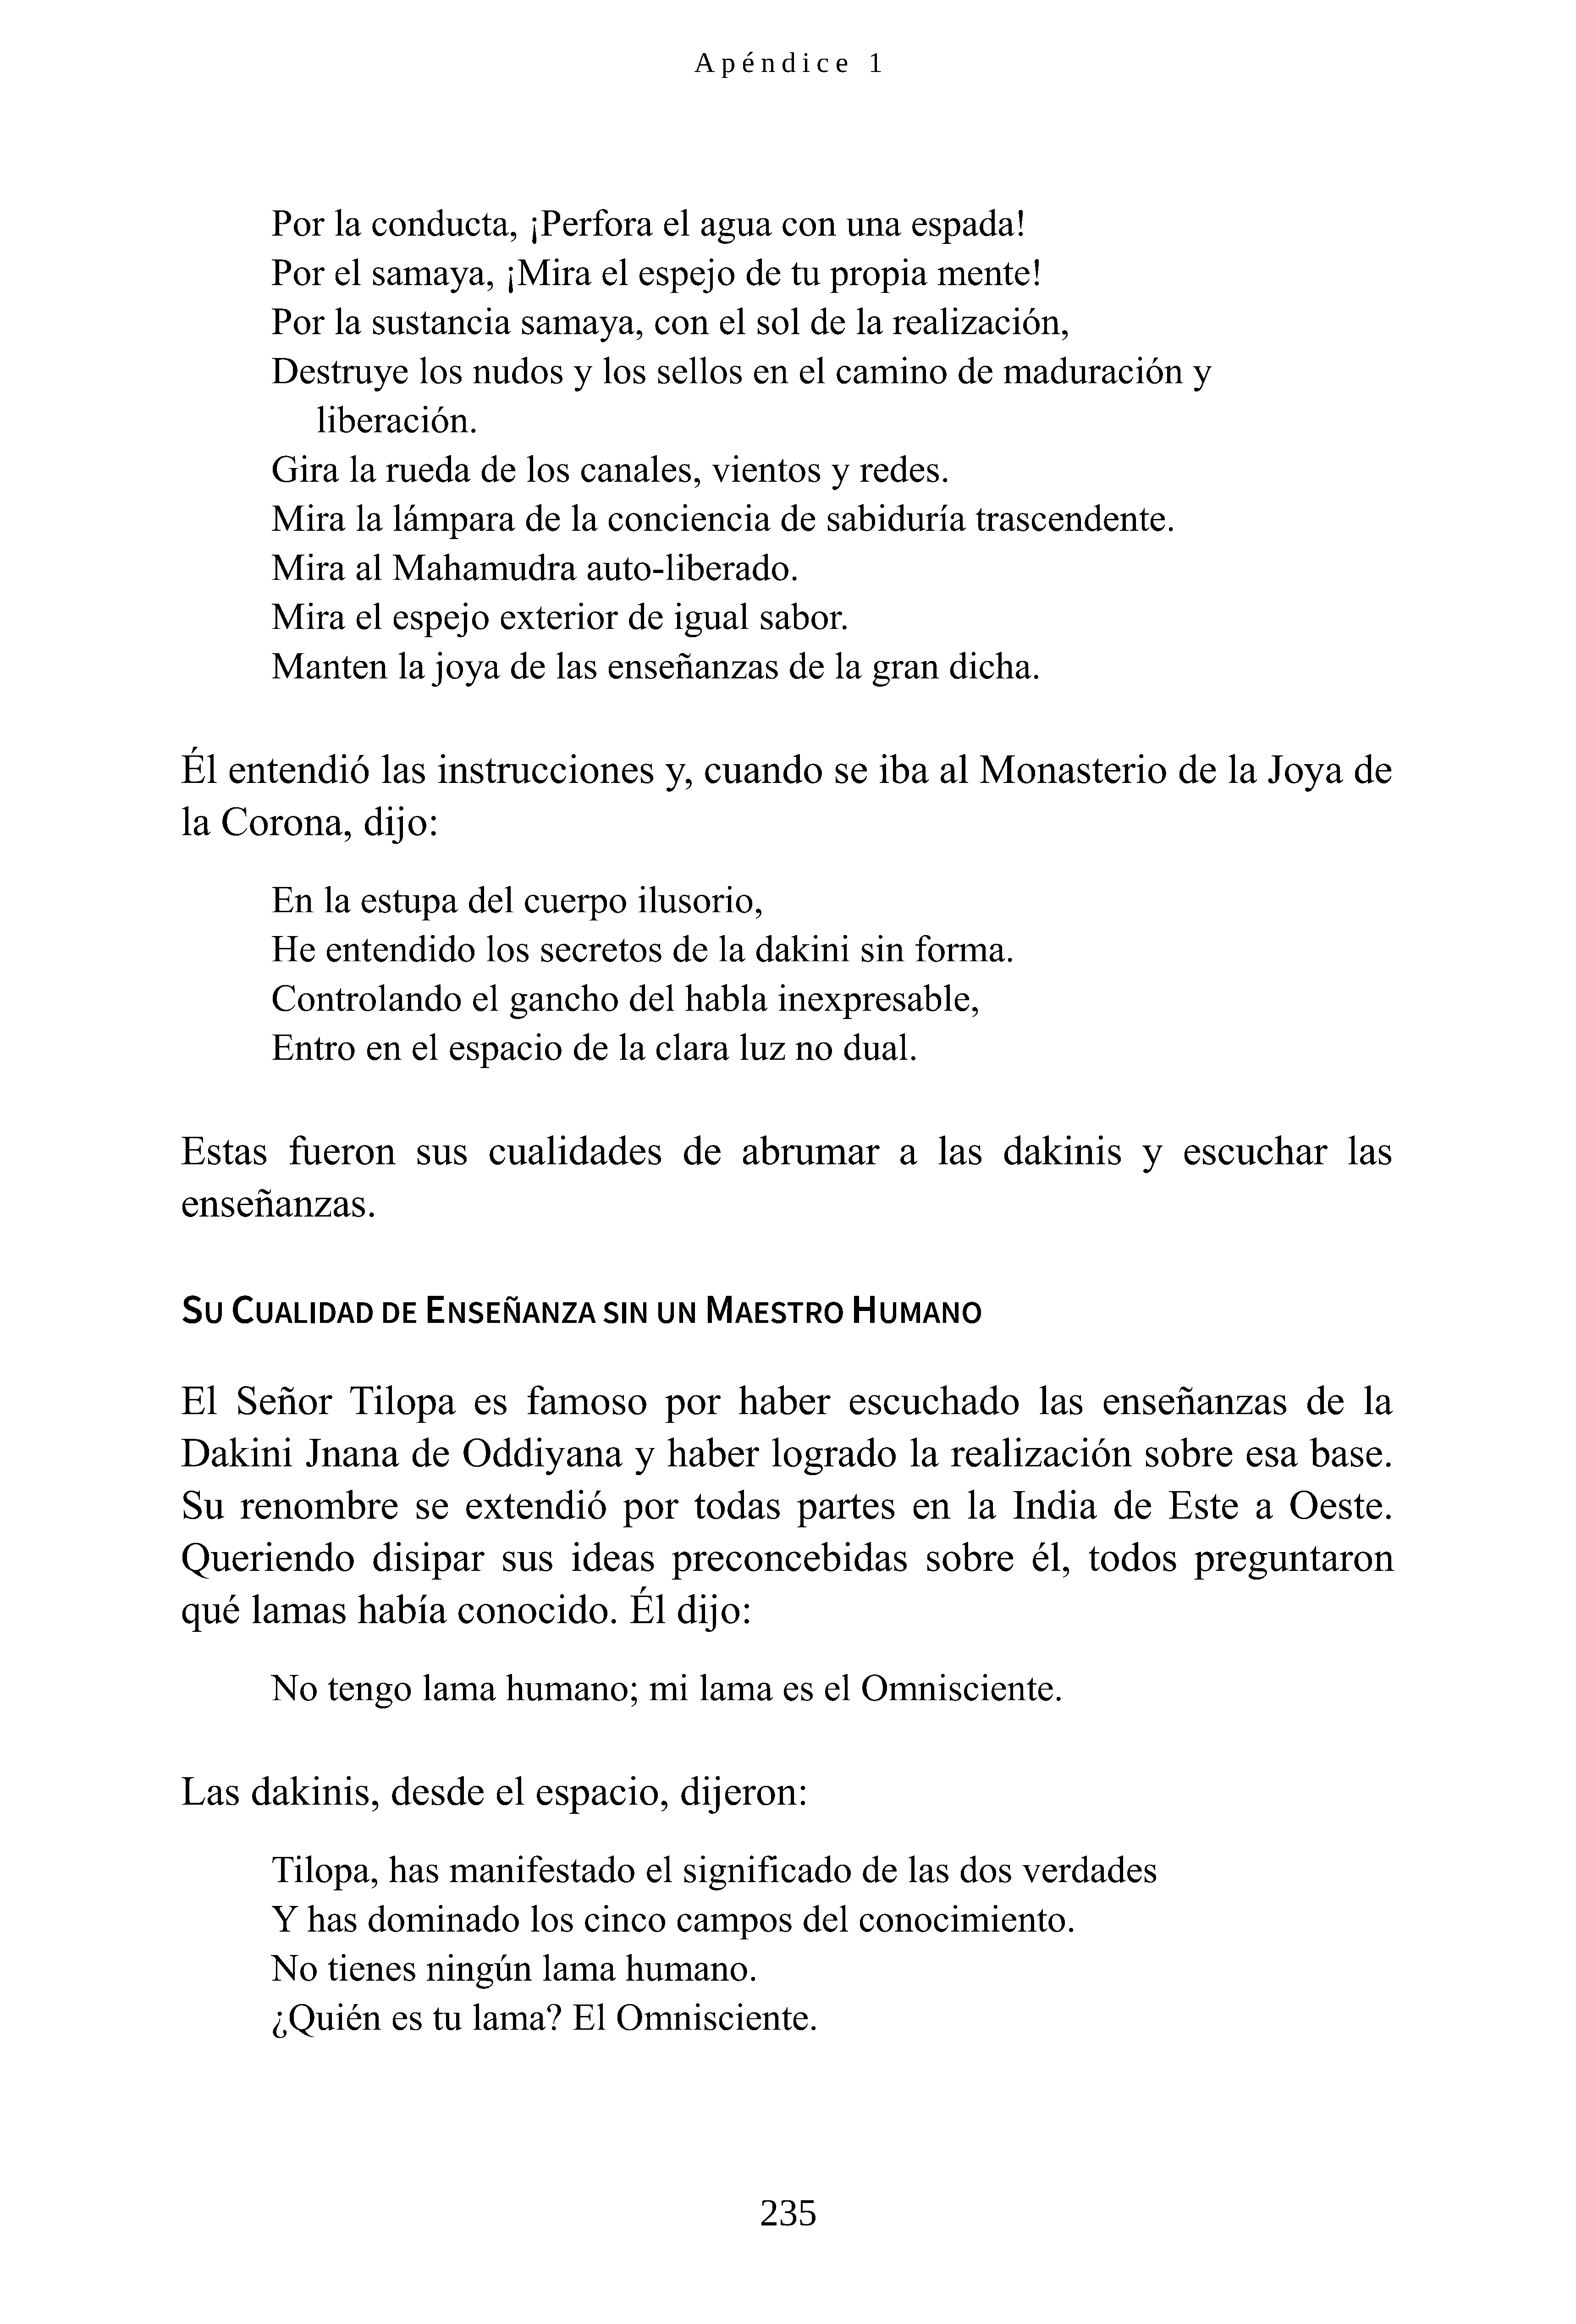 Apéndice 1
Por la conducta, ¡Perfora el agua con una espada!
Por el samaya, ¡Mira el espejo de tu propia mente!
Por la sustancia samaya, con el sol de la realización,
Destruye los nudos y los sellos en el camino de maduración y
liberación.
Gira la rueda de los canales, vientos y redes.
Mira la lámpara de la conciencia de sabiduría trascendente.
Mira al Mahamudra auto-liberado.
Mira el espejo exterior de igual sabor.
Manten la joya de las enseñanzas de la gran dicha.
Él entendió las instrucciones y, cuando se iba al Monasterio de la Joya de
la Corona, dijo:
En la estupa del cuerpo ilusorio,
He entendido los secretos de la dakini sin forma.
Controlando el gancho del habla inexpresable,
Entro en el espacio de la clara luz no dual.
Estas fueron sus cualidades de abrumar a las dakinis y escuchar las
enseñanzas.
SU CUALIDAD DE ENSEÑANZA SIN UN MAESTRO HUMANO
El Señor Tilopa es famoso por haber escuchado las enseñanzas de la
Dakini Jnana de Oddiyana y haber logrado la realización sobre esa base.
Su renombre se extendió por todas partes en la India de Este a Oeste.
Queriendo disipar sus ideas preconcebidas sobre él, todos preguntaron
qué lamas había conocido. Él dijo:
No tengo lama humano; mi lama es el Omnisciente.
Las dakinis, desde el espacio, dijeron:
Tilopa, has manifestado el significado de las dos verdades
Y has dominado los cinco campos del conocimiento.
No tienes ningún lama humano.
¿Quién es tu lama? El Omnisciente.
235